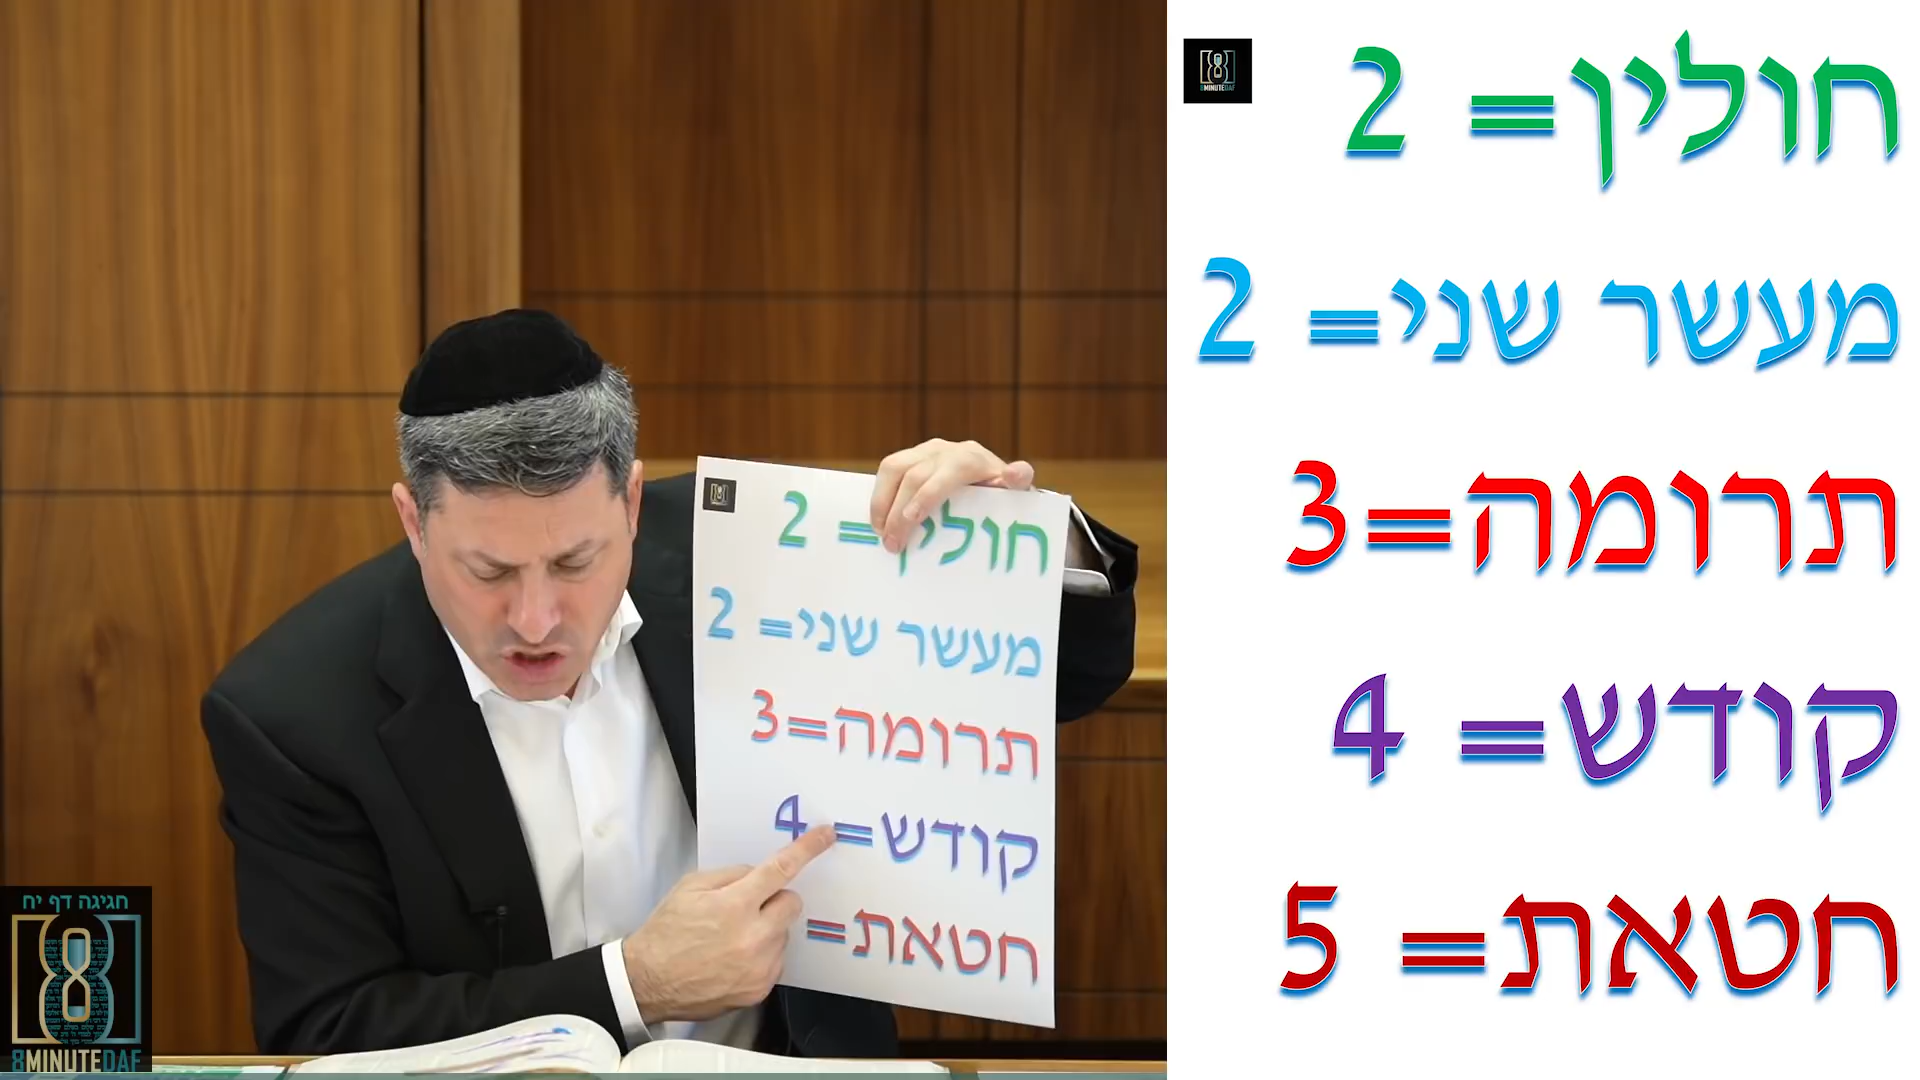 חולין= 2
מעשר שני= 2
תרומה=3
קודש= 4
חטאת=
חגיגה דף יח
8MINUTEDAF
8MINUTEDAF
חולין= 2
מעשר שני= 2
תרומה=3
קודש= 4
חטאת= 5